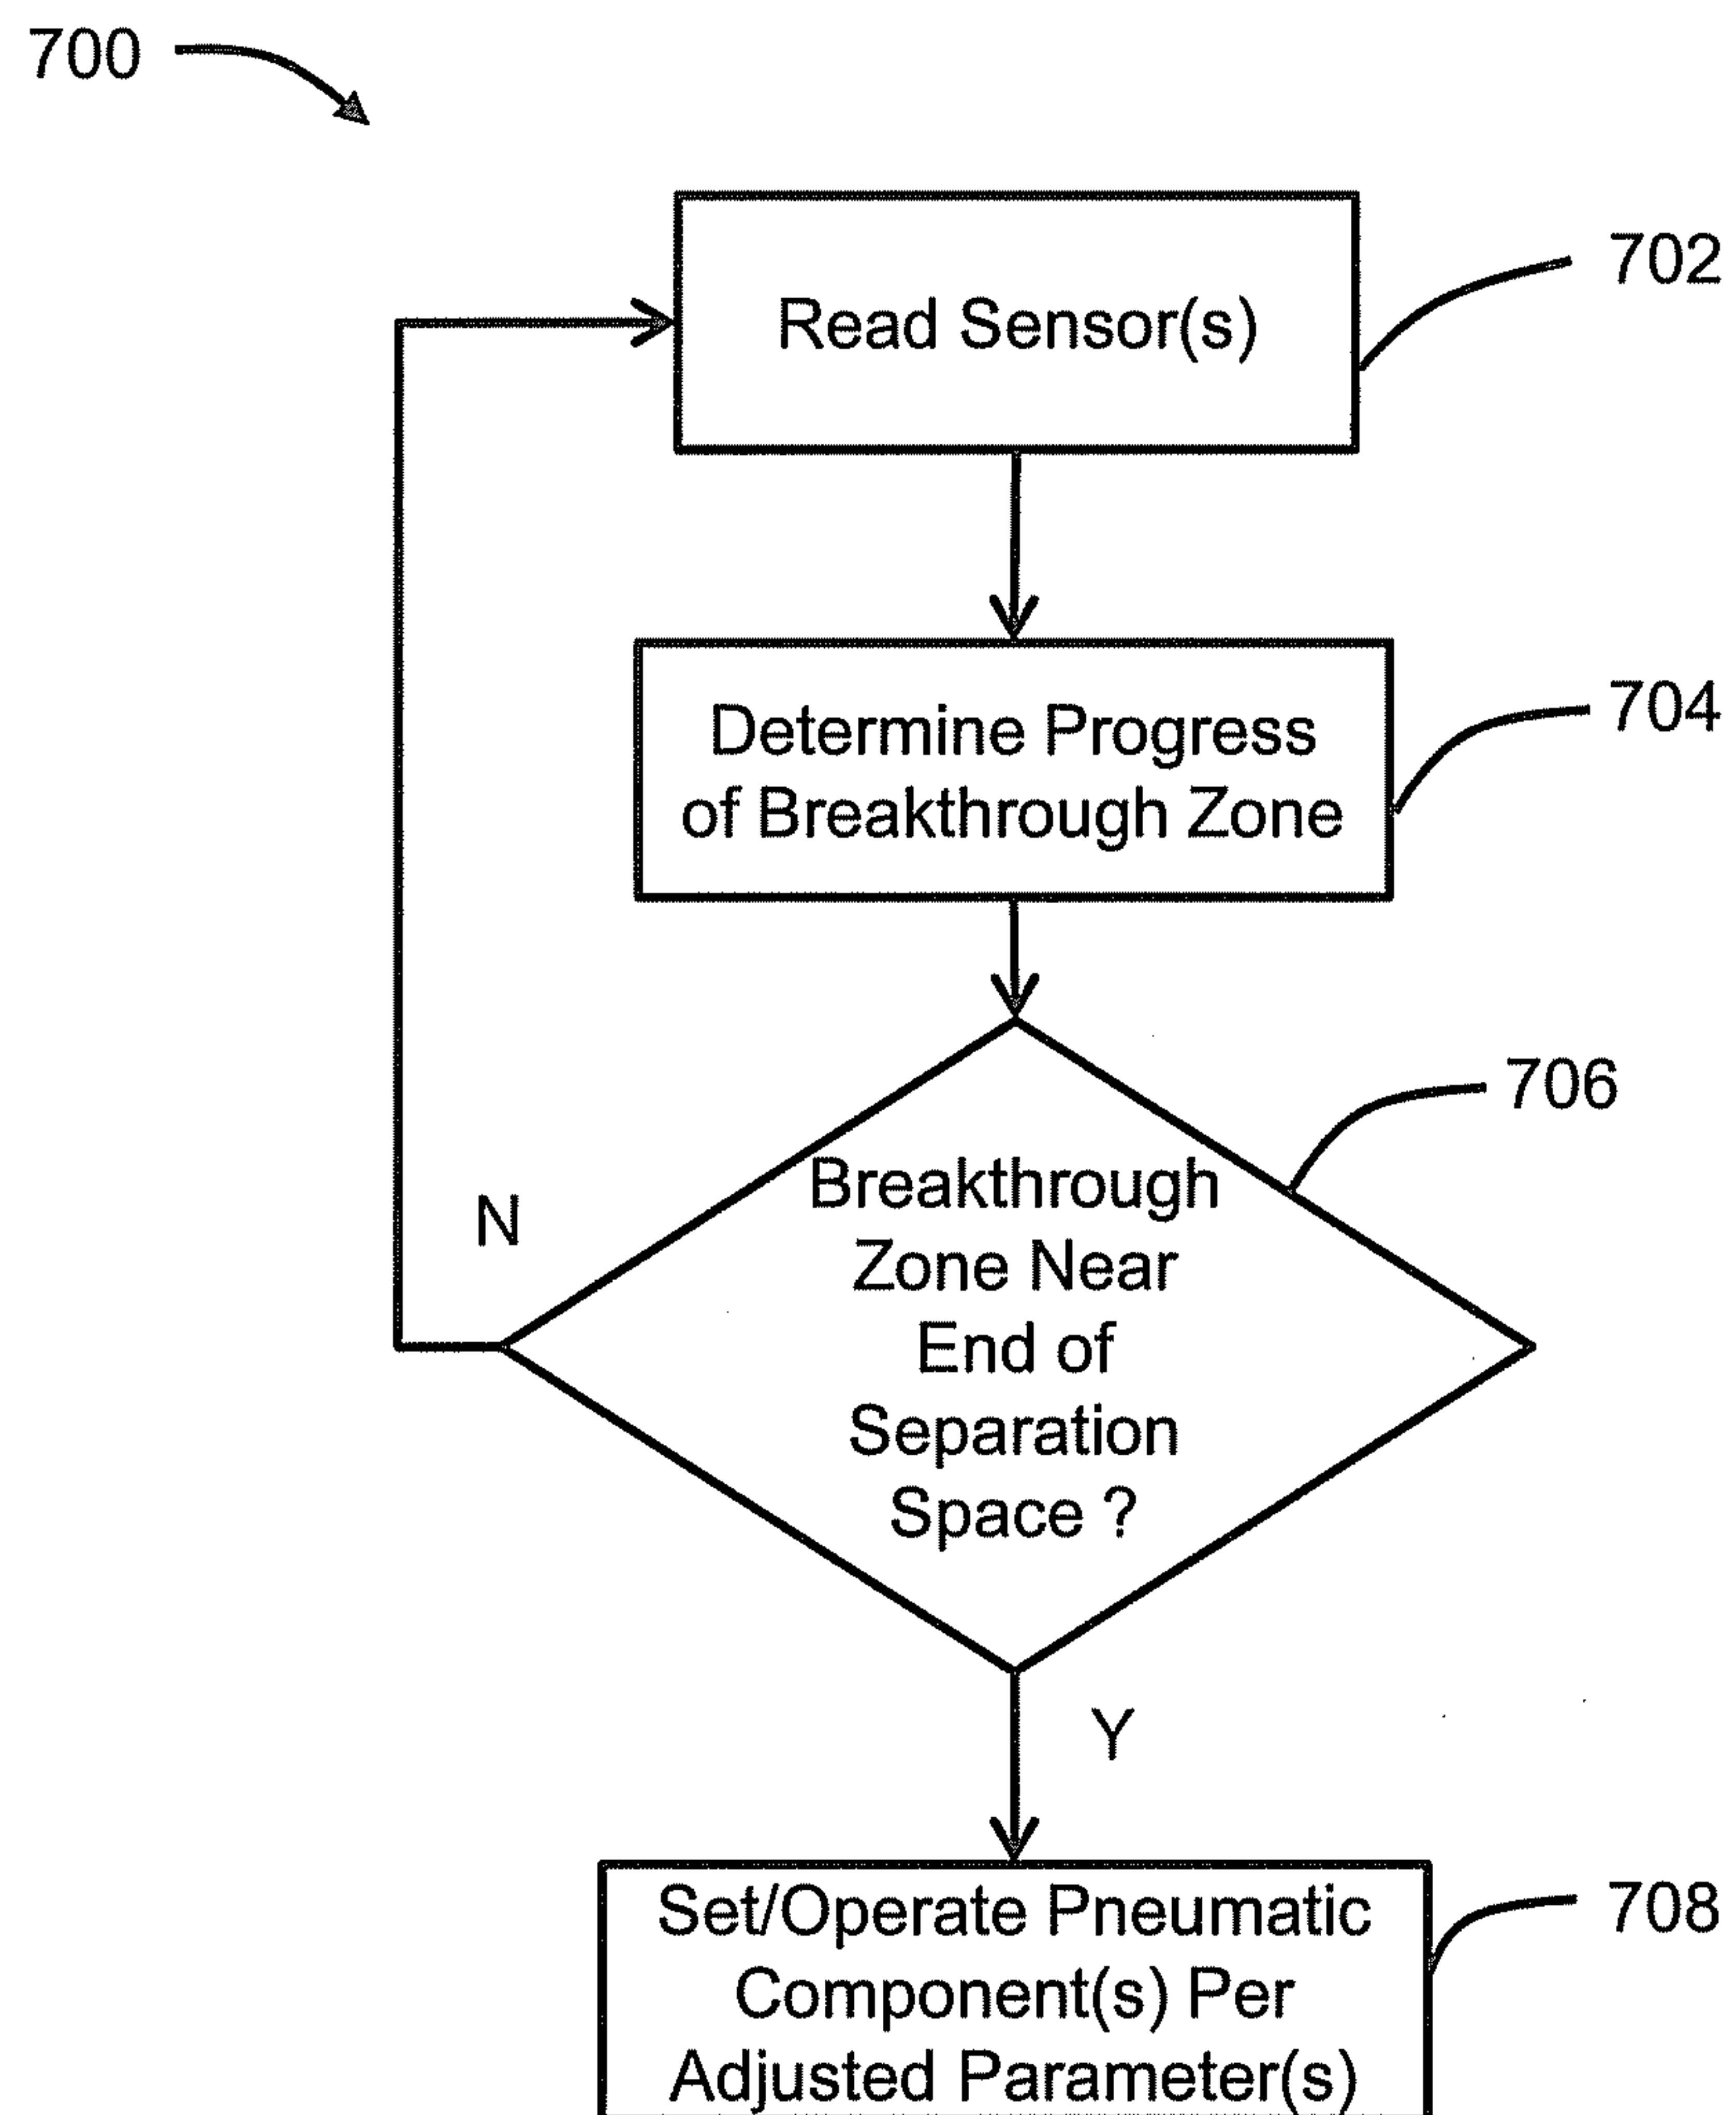 700
702
Read Sensor(s)
704
Determine Progress
of Breakthrough Zone
706
Breakthrough
Zone Near
End of
Separation
Space ?
N
Y
708
Set/Operate Pneumatic
Component(s) Per
Adjusted Parameter(s)